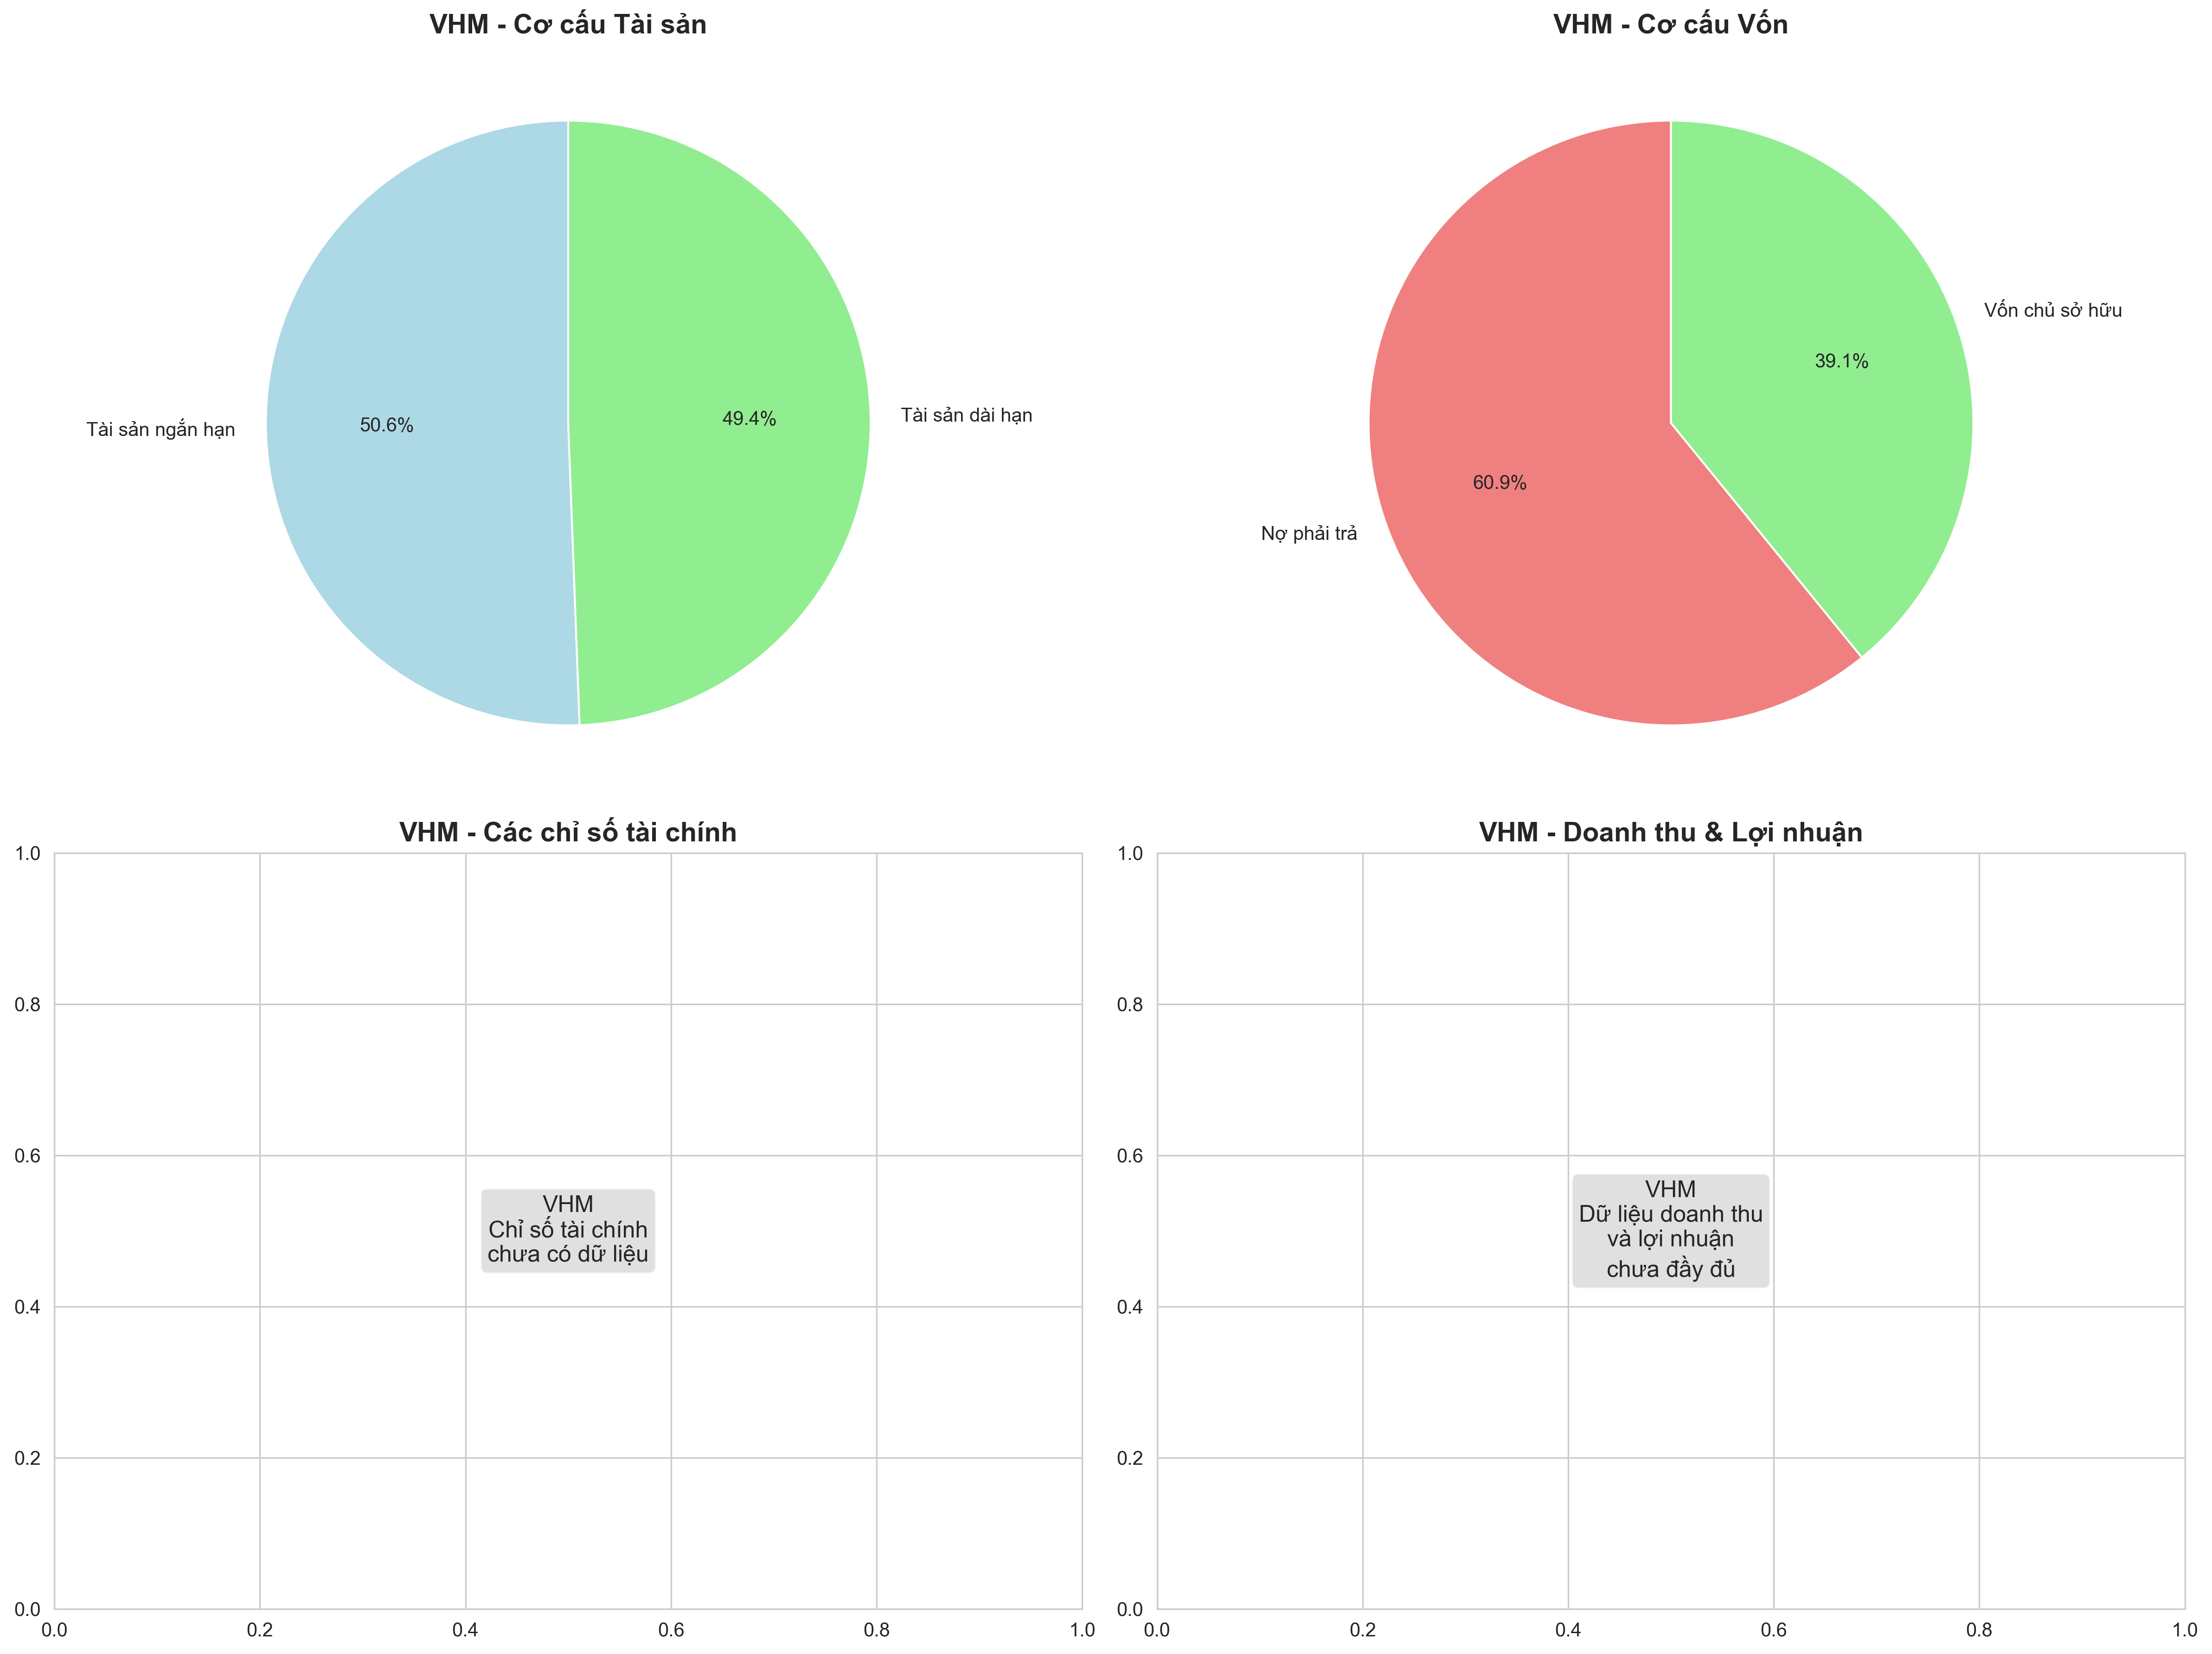 VHM - Cơ cấu Tài sản
Tài sản ngắn hạn
50.6%
49.4%
Tài sản dài hạn
VHM - Cơ cấu Vốn
Vốn chủ sở hữu
39.1%
60.9%
Nợ phải trả
VHM - Các chỉ số tài chính
1.0
0.8
0.6
0.4
0.2
0.0
VHM
Chỉ số tài chính
chưa có dữ liệu
0.0
0.2
0.4
0.6
0.8
1.0
VHM - Doanh thu & Lợi nhuận
1.0
0.8
0.6
0.4
0.2
0.0
VHM
Dữ liệu doanh thu
và lợi nhuận
chưa đầy đủ
0.0
0.2
0.4
0.6
0.8
1.0